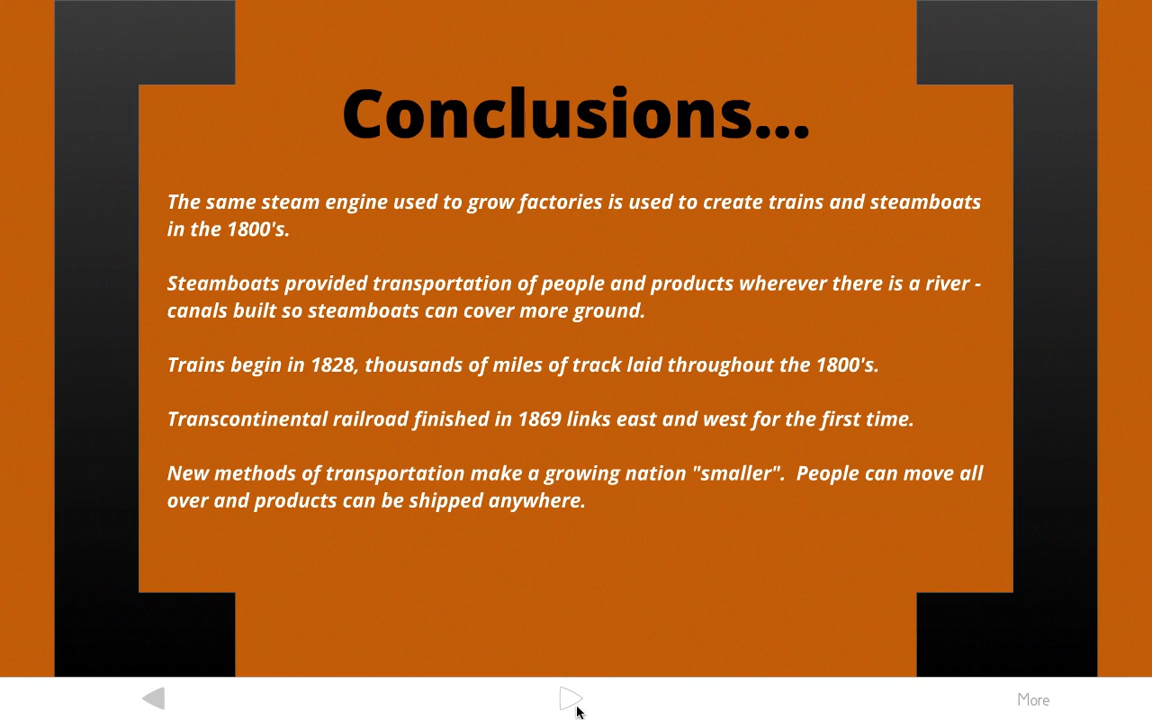 Conclusions...
The same steam engine used to grow factories is used to create trains and steamboats
in the 1800's.
Steamboats provided transportation of people and products wherever there is a river -
canals built so steamboats can cover more ground.
Trains begin in 1828, thousands of miles of track laid throughout the 1800's.
Transcontinental railroad finished in 1869 links east and west for the first time.
New methods of transportation make a growing nation "smaller".  People can move all
over and products can be shipped anywhere.
More